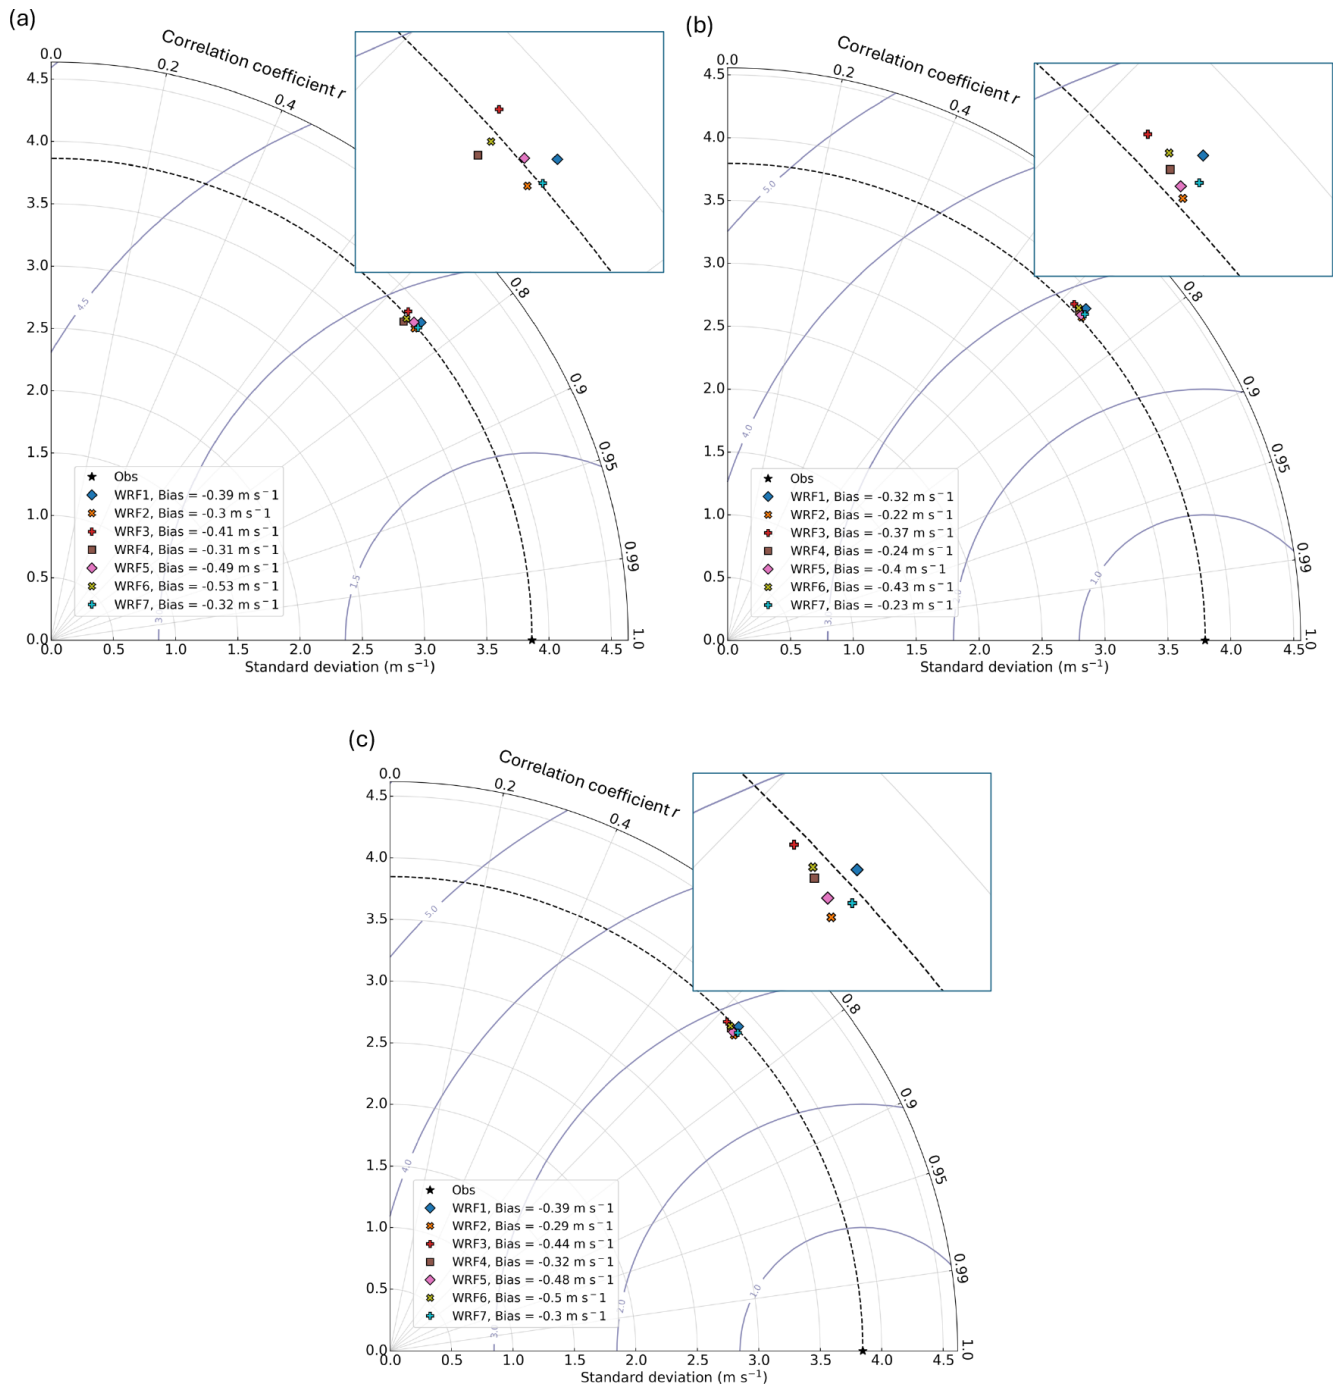 (a)
Correlation coefficient r
0.0
0.2
0.4
0.8
0.9
0.95
0.99
1.0
4.5
4.0
3.5
3.0
2.5
2.0
1.5
1.0
0.5
0.0
4.5
1.5
3.
Obs
WRF1, Bias = -0.39 m s⁻1
WRF2, Bias = -0.3 m s⁻1
WRF3, Bias = -0.41 m s⁻1
WRF4, Bias = -0.31 m s⁻1
WRF5, Bias = -0.49 m s⁻1
WRF6, Bias = -0.53 m s⁻1
WRF7, Bias = -0.32 m s⁻1
0.0 0.5 1.0 1.5 2.0 2.5 3.0 3.5 4.0 4.5
Standard deviation (m s⁻¹)
(b)
Correlation coefficient r
0.0
0.2
0.4
0.8
0.9
0.95
0.99
1.0
4.5
4.0
3.5
3.0
2.5
2.0
1.5
1.0
0.5
0.0
5.0
4.0
1.0
3.
Obs
WRF1, Bias = -0.32 m s⁻1
WRF2, Bias = -0.22 m s⁻1
WRF3, Bias = -0.37 m s⁻1
WRF4, Bias = -0.24 m s⁻1
WRF5, Bias = -0.4 m s⁻1
WRF6, Bias = -0.43 m s⁻1
WRF7, Bias = -0.23 m s⁻1
0.0 0.5 1.0 1.5 2.0 2.5 3.0 3.5 4.0 4.5
Standard deviation (m s⁻¹)
(c)
Correlation coefficient r
0.0
0.2
0.4
0.8
0.9
0.95
0.99
1.0
4.5
4.0
3.5
3.0
2.5
2.0
1.5
1.0
0.5
0.0
5.0
4.0
1.0
2.0
3.0
Obs
WRF1, Bias = -0.39 m s⁻1
WRF2, Bias = -0.29 m s⁻1
WRF3, Bias = -0.44 m s⁻1
WRF4, Bias = -0.32 m s⁻1
WRF5, Bias = -0.48 m s⁻1
WRF6, Bias = -0.5 m s⁻1
WRF7, Bias = -0.3 m s⁻1
0.0 0.5 1.0 1.5 2.0 2.5 3.0 3.5 4.0 4.5
Standard deviation (m s⁻¹)